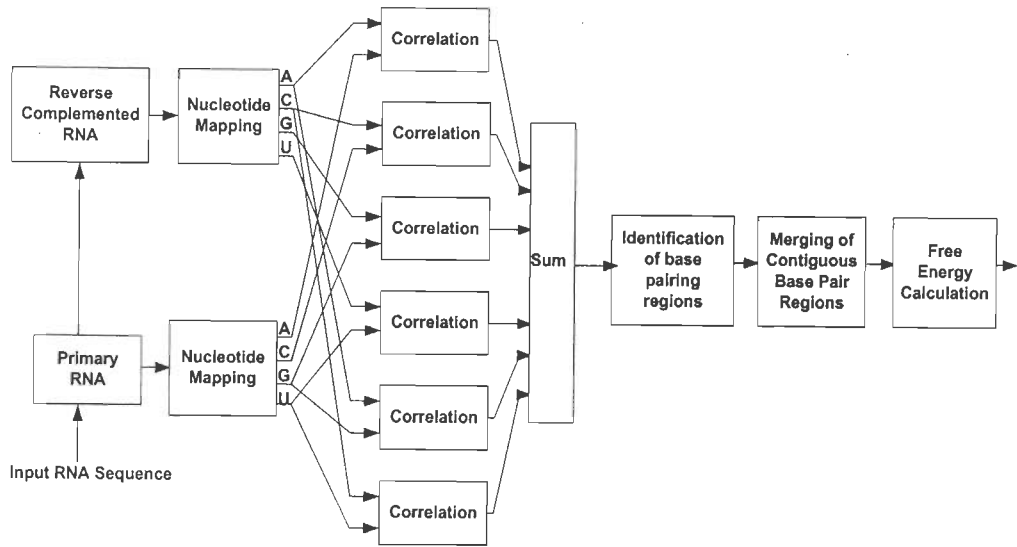 Reverse
Complemented
RNA
Nucleotide
Mapping
A
C
G
U
Primary
RNA
Input RNA Sequence
Nucleotide
Mapping
A
C
G
U
Correlation
Correlation
Correlation
Correlation
Correlation
Correlation
Sum
Identification
of base
pairing
regions
Merging of
Contiguous
Base Pair
Regions
Free
Energy
Calculation